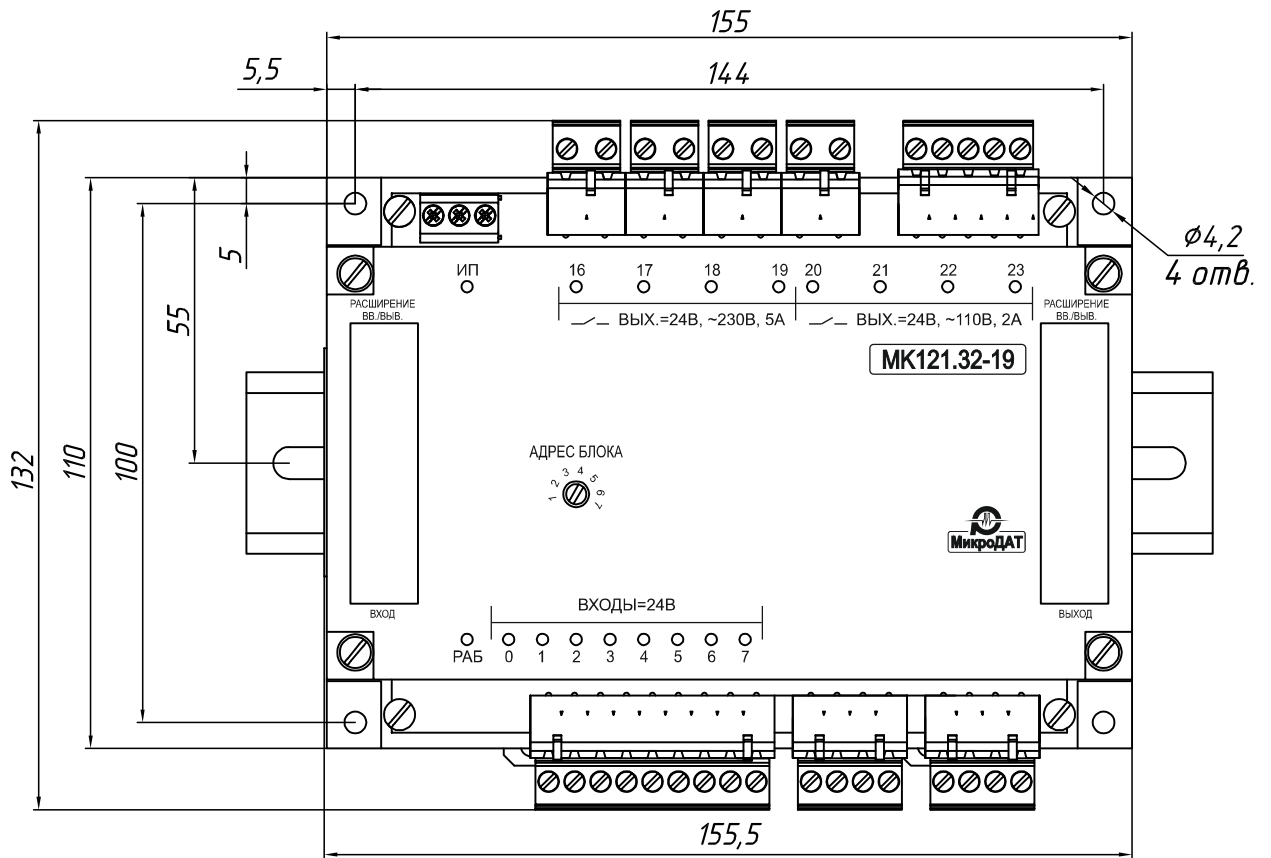 155
5,5
144
5
55
132
110
100
⌀4,2
4 отв.
ИП
16 17 18 19 20 21 22 23
РАСШИРЕНИЕ
ВВ./ВЫВ.
ВЫХ.=24В, ~230В, 5А
ВЫХ.=24В, ~110В, 2А
РАСШИРЕНИЕ
ВВ./ВЫВ.
МК121.32-19
АДРЕС БЛОКА
1 2 3 4 5 6 7
МикроДАТ
ВХОД
ВЫХОД
ВХОДЫ=24В
РАБ 0 1 2 3 4 5 6 7
155,5